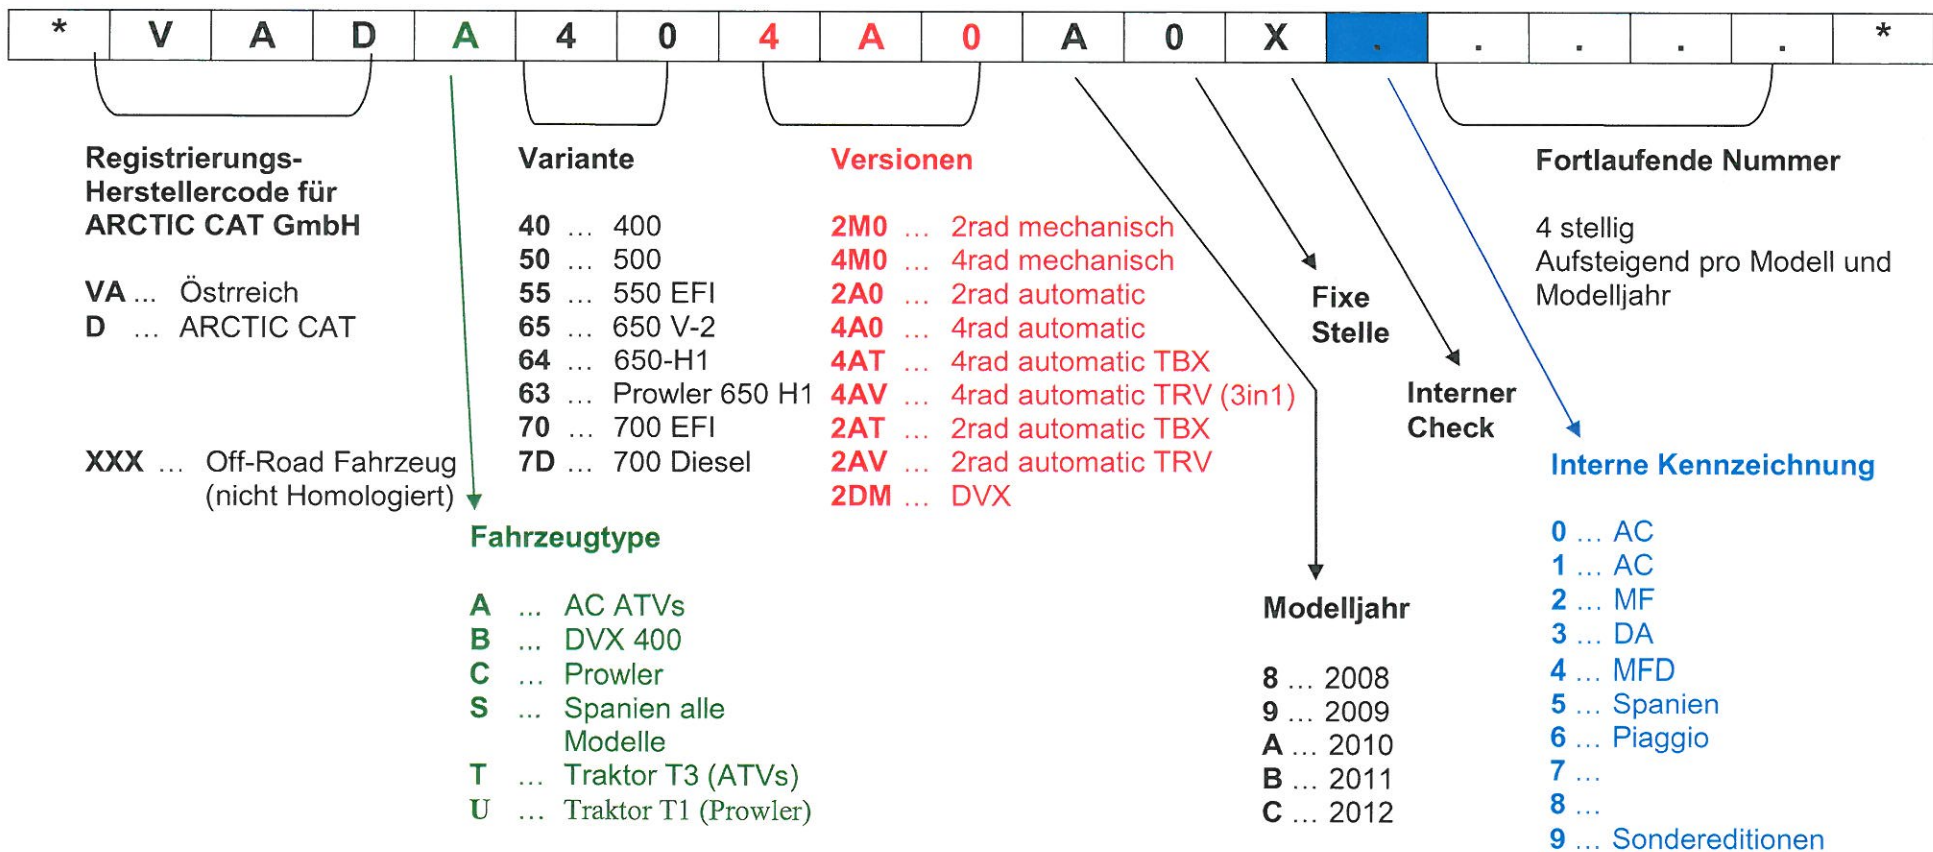 * V A D A 4 0 4 A 0 A 0 X . . . . . *
Registrierungs-
Herstellercode für
ARCTIC CAT GmbH
VA ... Östrreich
D ... ARCTIC CAT
XXX ... Off-Road Fahrzeug
(nicht Homologiert)
Fahrzeugtype
A ... AC ATVs
B ... DVX 400
C ... Prowler
S ... Spanien alle
Modelle
T ... Traktor T3 (ATVs)
U ... Traktor T1 (Prowler)
Variante
40 ... 400
50 ... 500
55 ... 550 EFI
65 ... 650 V-2
64 ... 650-H1
63 ... Prowler 650 H1
70 ... 700 EFI
7D ... 700 Diesel
Versionen
2M0 ... 2rad mechanisch
4M0 ... 4rad mechanisch
2A0 ... 2rad automatic
4A0 ... 4rad automatic
4AT ... 4rad automatic TBX
4AV ... 4rad automatic TRV (3in1)
2AT ... 2rad automatic TBX
2AV ... 2rad automatic TRV
2DM ... DVX
Modelljahr
8 ... 2008
9 ... 2009
A ... 2010
B ... 2011
C ... 2012
Fixe
Stelle
Interner
Check
Interne Kennzeichnung
0 ... AC
1 ... AC
2 ... MF
3 ... DA
4 ... MFD
5 ... Spanien
6 ... Piaggio
7 ...
8 ...
9 ... Sondereditionen
Fortlaufende Nummer
4 stellig
Aufsteigend pro Modell und
Modelljahr